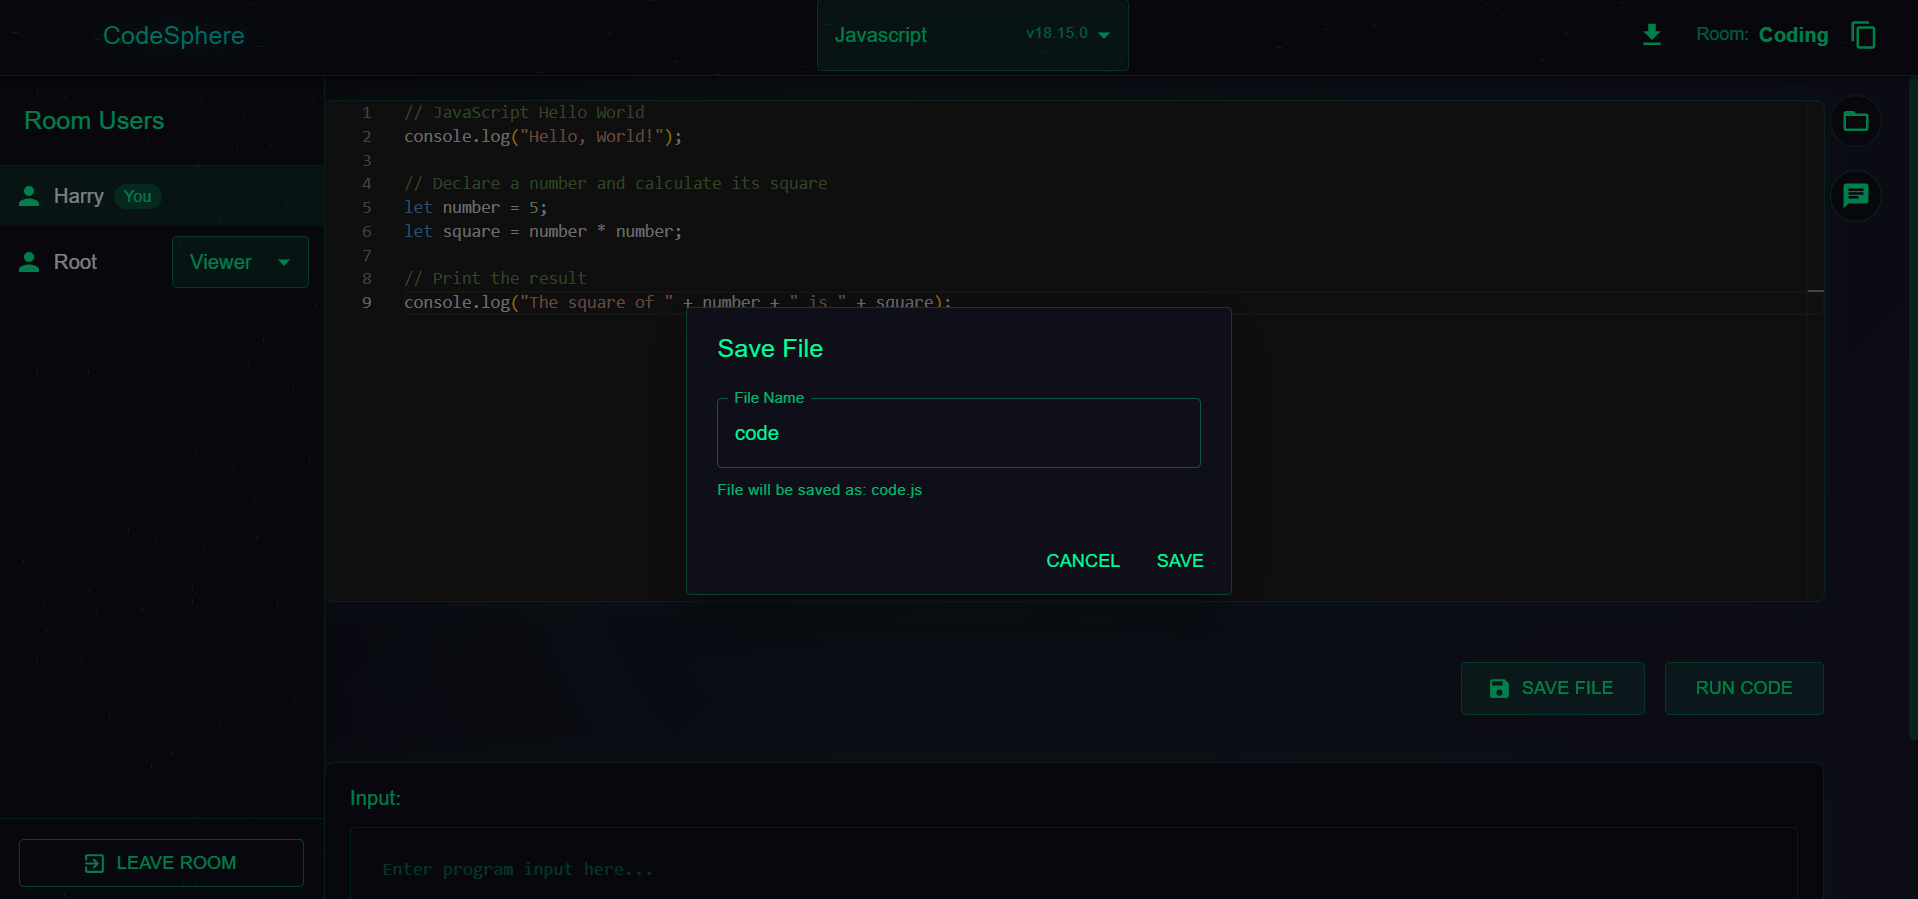 CodeSphere
Javascript v18.15.0
Room: Coding
Room Users
Harry You
Root Viewer
LEAVE ROOM
1 // JavaScript Hello World
2 console.log("Hello, World!");
3
4 // Declare a number and calculate its square
5 let number = 5;
6 let square = number * number;
7
8 // Print the result
9 console.log("The square of " + number + " is " + square);
Save File
File Name
code
File will be saved as: code.js
CANCEL SAVE
SAVE FILE RUN CODE
Input:
Enter program input here...